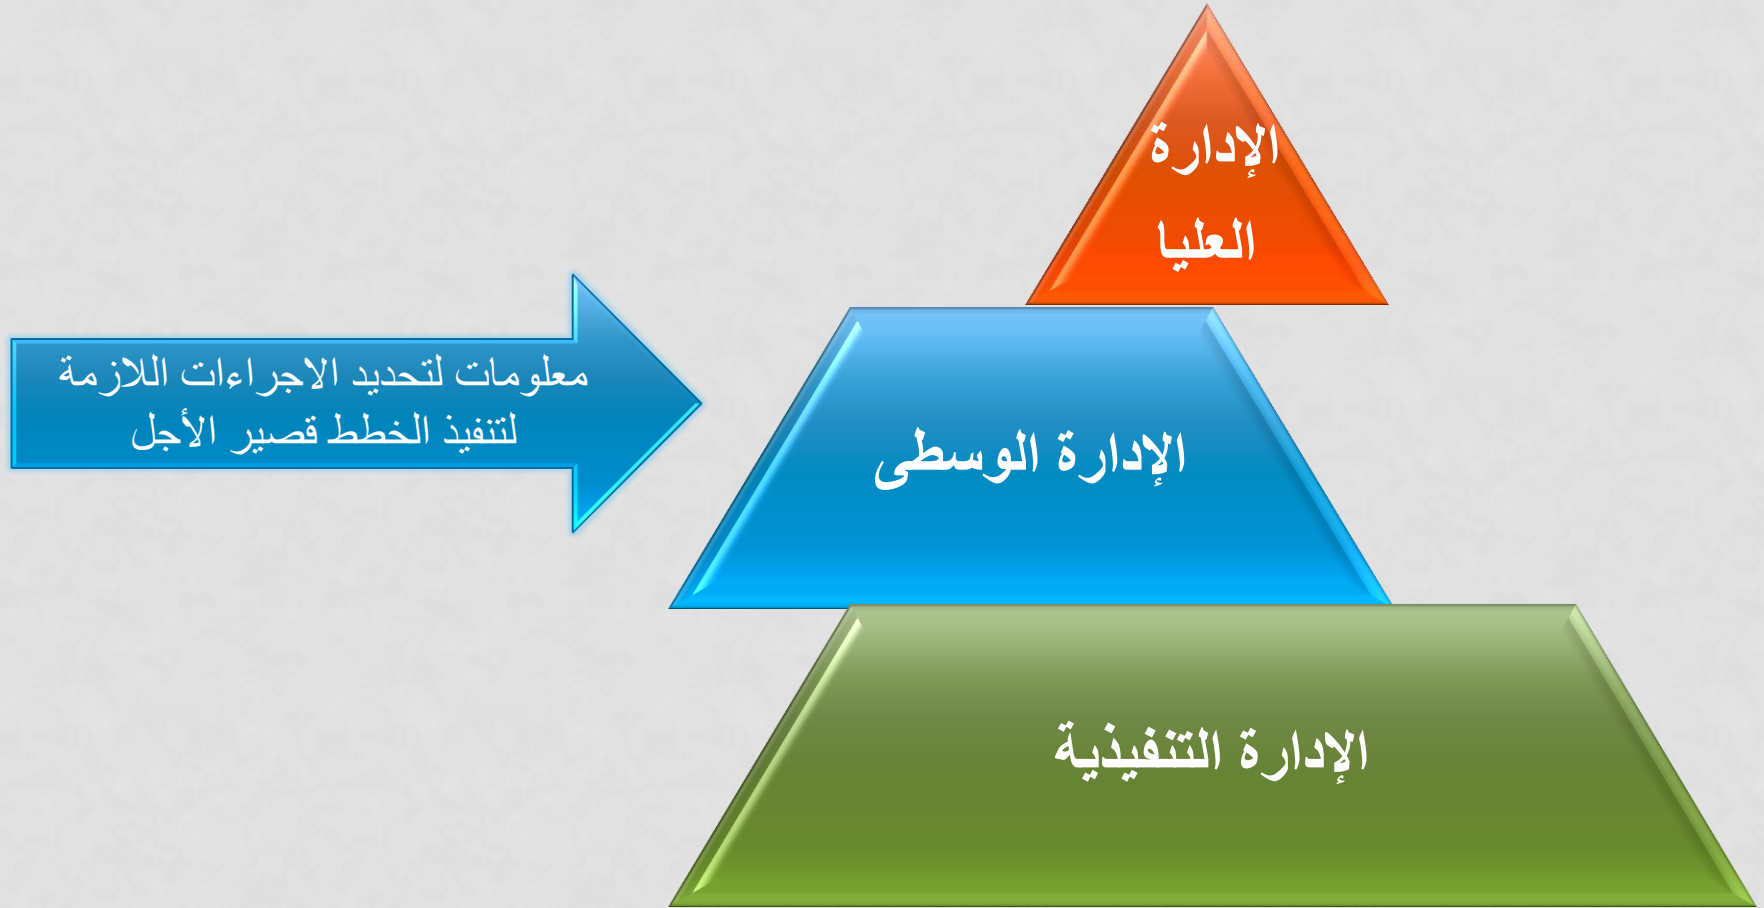 الإدارة
العليا
معلومات لتحديد الاجراءات اللازمة
لتنفيذ الخطط قصير الأجل
الإدارة الوسطى
الإدارة التنفيذية